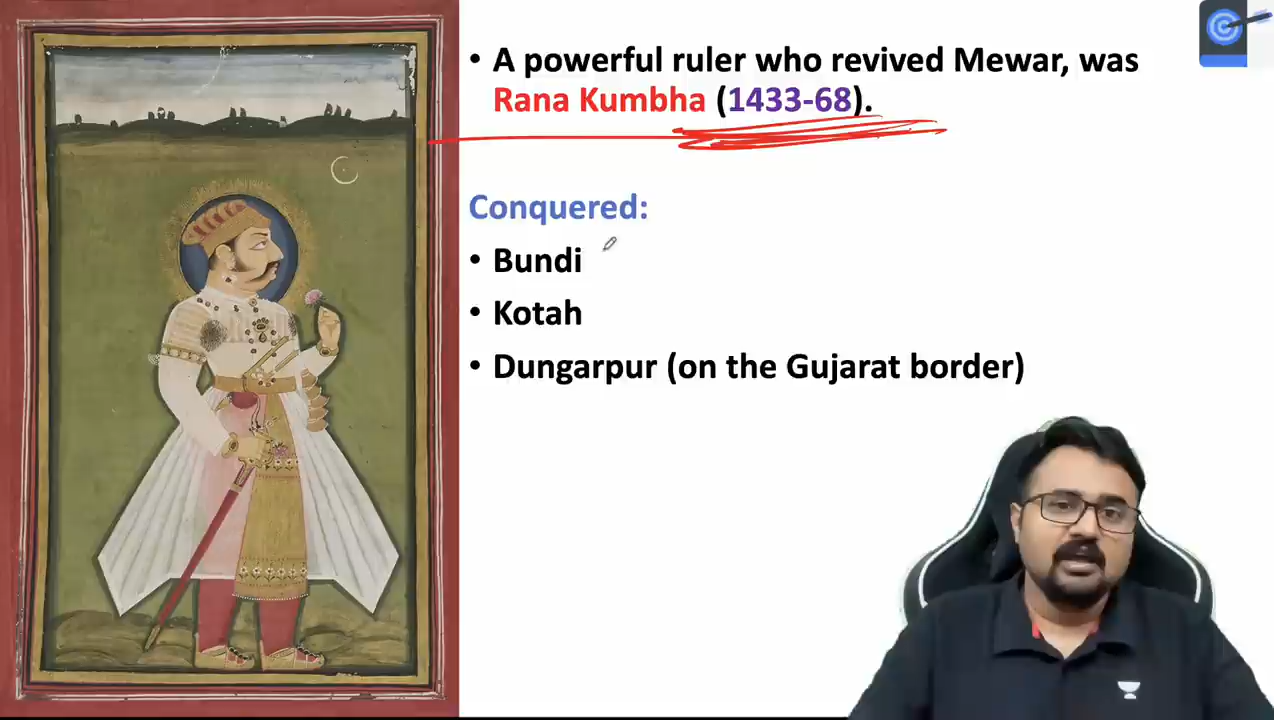 • A powerful ruler who revived Mewar, was
Rana Kumbha (1433-68).
Conquered:
• Bundi
• Kotah
• Dungarpur (on the Gujarat border)